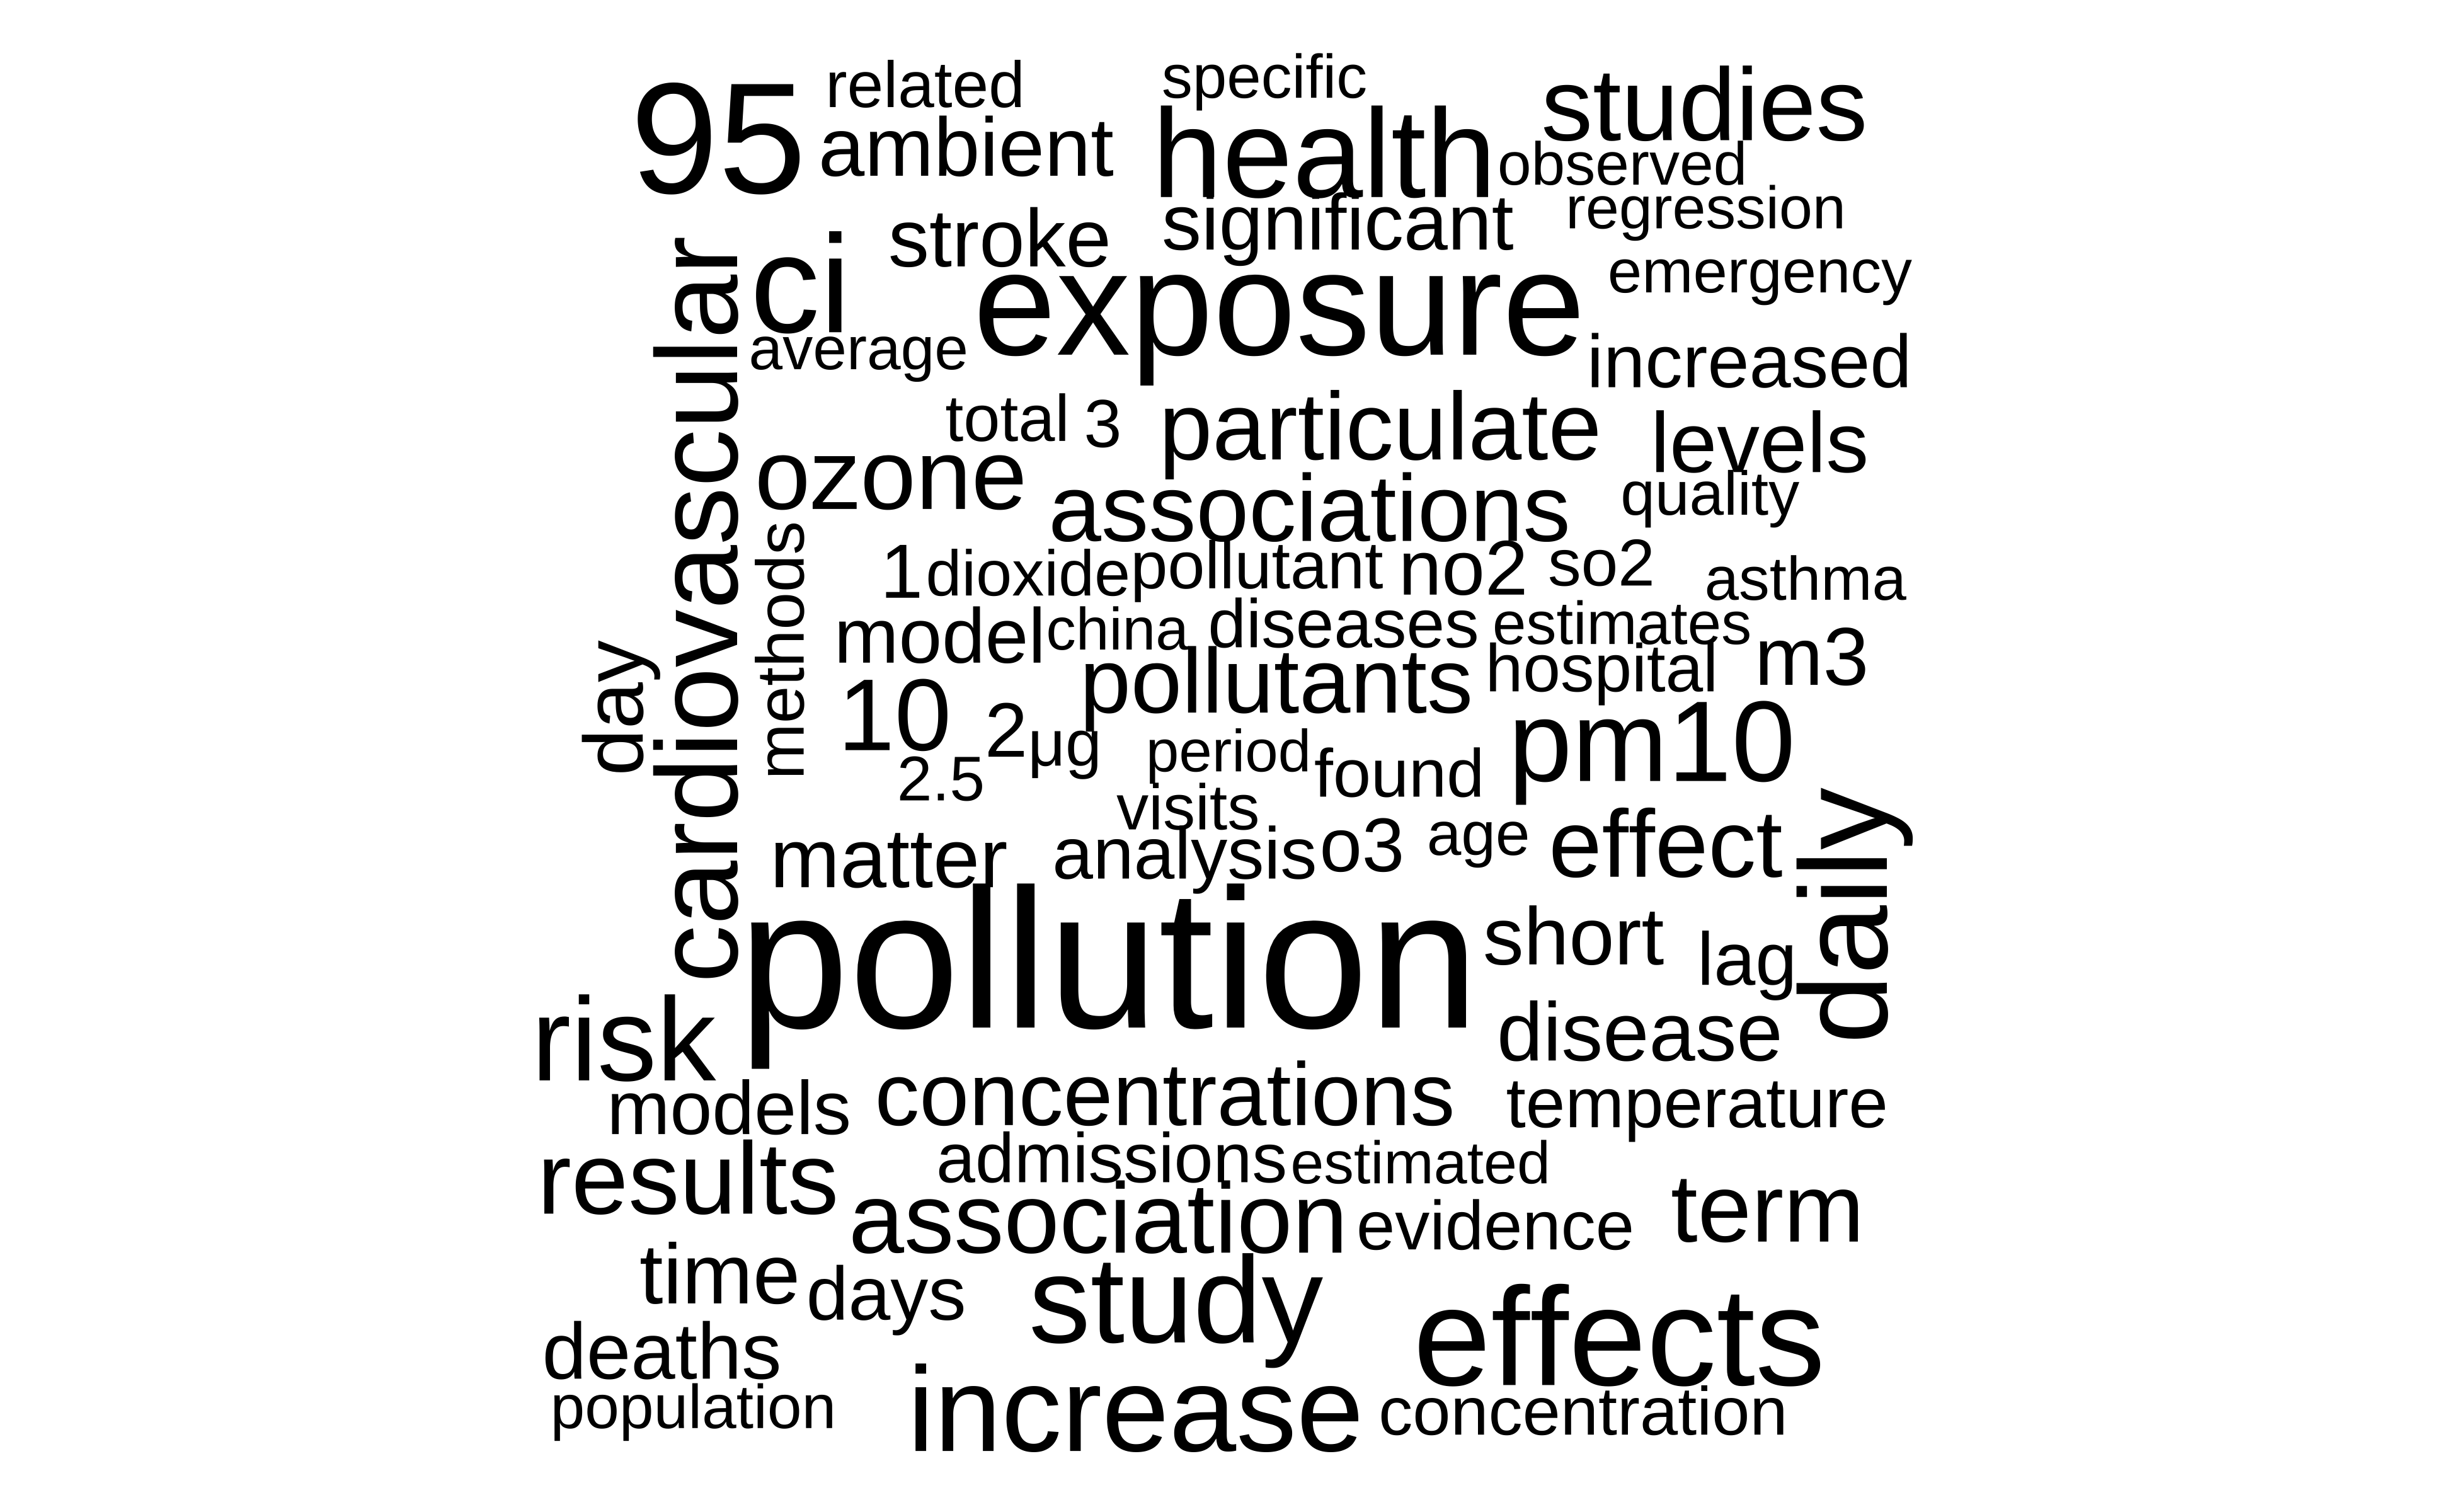 95
related
specific
studies
ambient
health
observed
regression
stroke
significant
ci
exposure
emergency
average
increased
cardiovascular
total
3
particulate
levels
ozone
associations
quality
methods
1
dioxide
pollutant
no2
so2
asthma
model
china
diseases
estimates
day
pollutants
hospital
m3
10
2
µg
period
found
pm10
2.5
visits
matter
analysis
o3
age
effect
daily
pollution
short
lag
risk
disease
models
concentrations
temperature
results
admissions
estimated
association
evidence
term
time
days
study
effects
deaths
population
increase
concentration